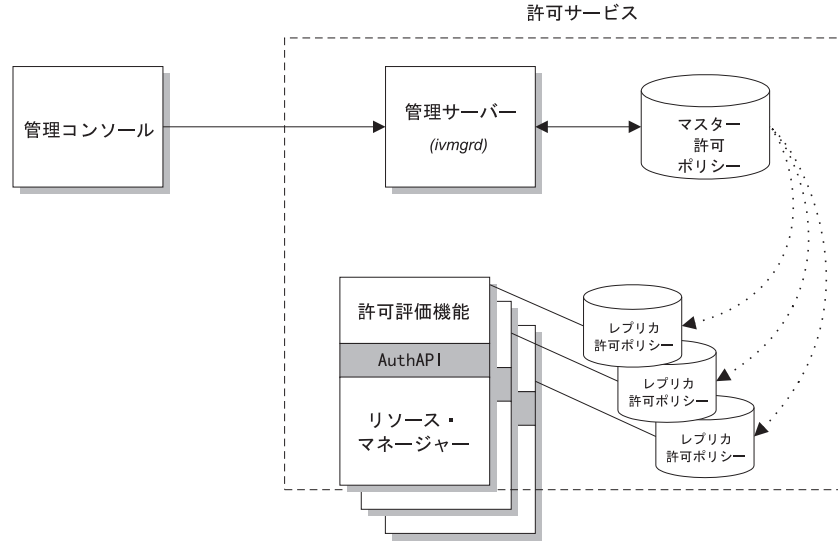 許可サービス
管理コンソール
管理サーバー
(ivmgrd)
マスター
許可
ポリシー
許可評価機能
AuthAPI
リソース・
マネージャー
レプリカ
許可ポリシー
レプリカ
許可ポリシー
レプリカ
許可ポリシー